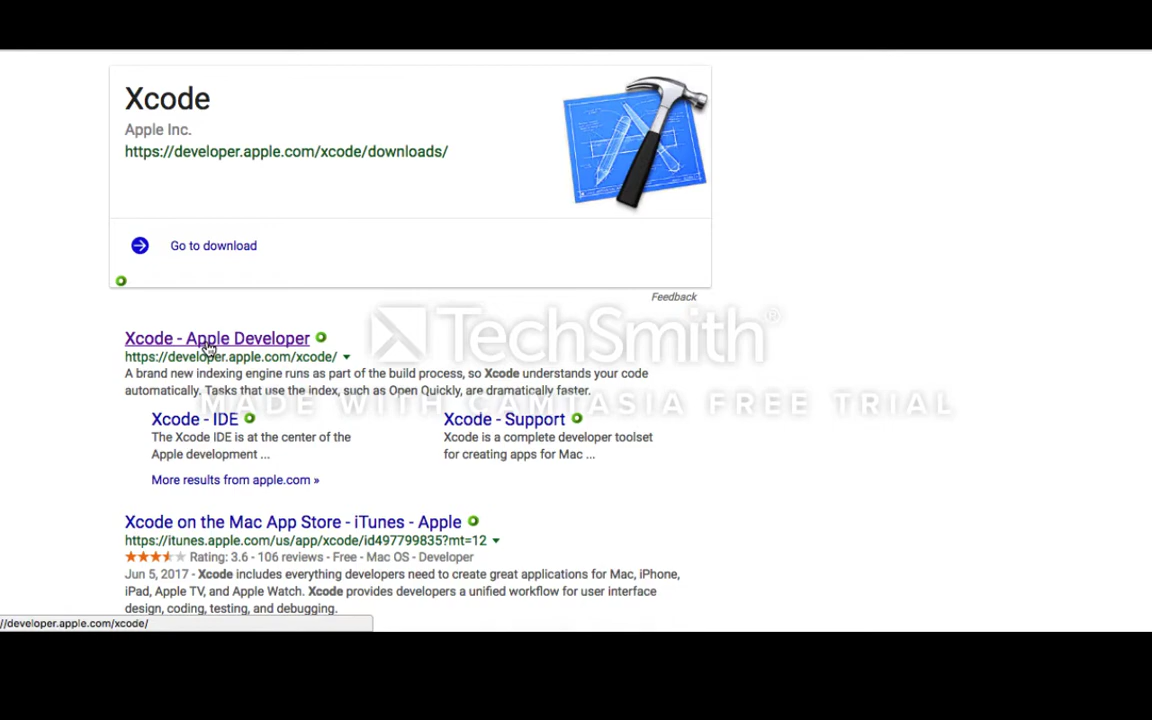 Xcode
Apple Inc.
https://developer.apple.com/xcode/downloads/
Go to download
Feedback
TechSmith®
MADE WITH CAMTASIA FREE TRIAL
Xcode - Apple Developer
https://developer.apple.com/xcode/
A brand new indexing engine runs as part of the build process, so Xcode understands your code
automatically. Tasks that use the index, such as Open Quickly, are dramatically faster.
Xcode - IDE
The Xcode IDE is at the center of the
Apple development ...
Xcode - Support
Xcode is a complete developer toolset
for creating apps for Mac ...
More results from apple.com »
Xcode on the Mac App Store - iTunes - Apple
https://itunes.apple.com/us/app/xcode/id497799835?mt=12
Rating: 3.6 - 106 reviews - Free - Mac OS - Developer
Jun 5, 2017 - Xcode includes everything developers need to create great applications for Mac, iPhone,
iPad, Apple TV, and Apple Watch. Xcode provides developers a unified workflow for user interface
design, coding, testing, and debugging.
//developer.apple.com/xcode/